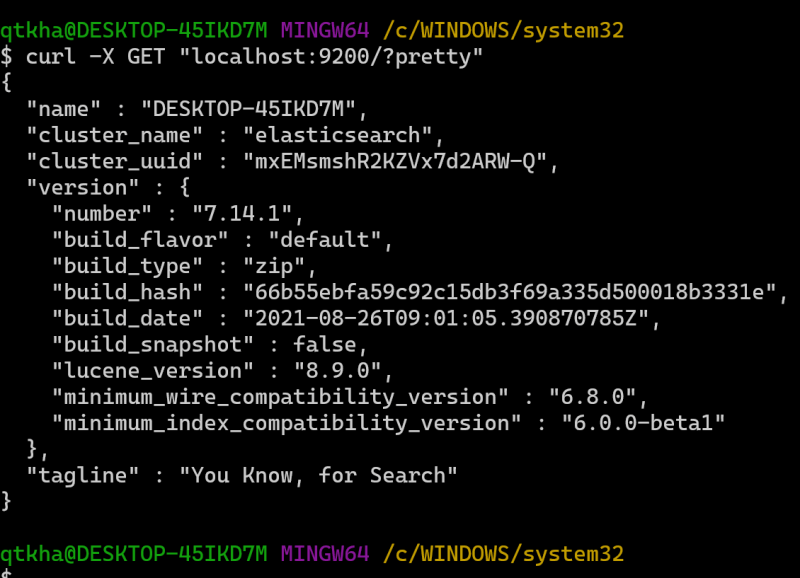 qtkha@DESKTOP-45IKD7M MINGW64 /c/WINDOWS/system32
$ curl -X GET "localhost:9200/?pretty"
{
  "name" : "DESKTOP-45IKD7M",
  "cluster_name" : "elasticsearch",
  "cluster_uuid" : "mxEMsmshR2KZVx7d2ARW-Q",
  "version" : {
    "number" : "7.14.1",
    "build_flavor" : "default",
    "build_type" : "zip",
    "build_hash" : "66b55ebfa59c92c15db3f69a335d500018b3331e",
    "build_date" : "2021-08-26T09:01:05.390870785Z",
    "build_snapshot" : false,
    "lucene_version" : "8.9.0",
    "minimum_wire_compatibility_version" : "6.8.0",
    "minimum_index_compatibility_version" : "6.0.0-beta1"
  },
  "tagline" : "You Know, for Search"
}
qtkha@DESKTOP-45IKD7M MINGW64 /c/WINDOWS/system32
$